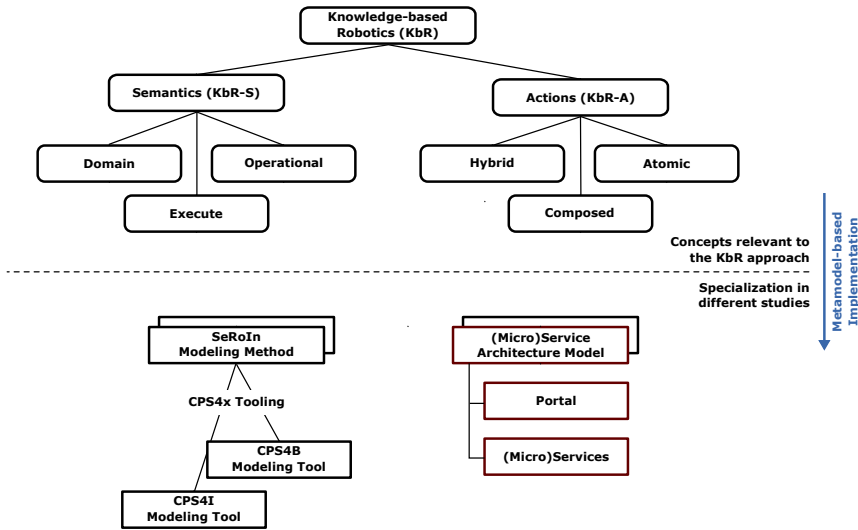 Knowledge-based
Robotics (KbR)
Semantics (KbR-S)
Actions (KbR-A)
Domain
Operational
Hybrid
Atomic
Execute
Composed
Concepts relevant to
the KbR approach
Specialization in
different studies
Metamodel-based
Implementation
SeRoIn
Modeling Method
(Micro)Service
Architecture Model
CPS4x Tooling
Portal
CPS4B
Modeling Tool
(Micro)Services
CPS4I
Modeling Tool